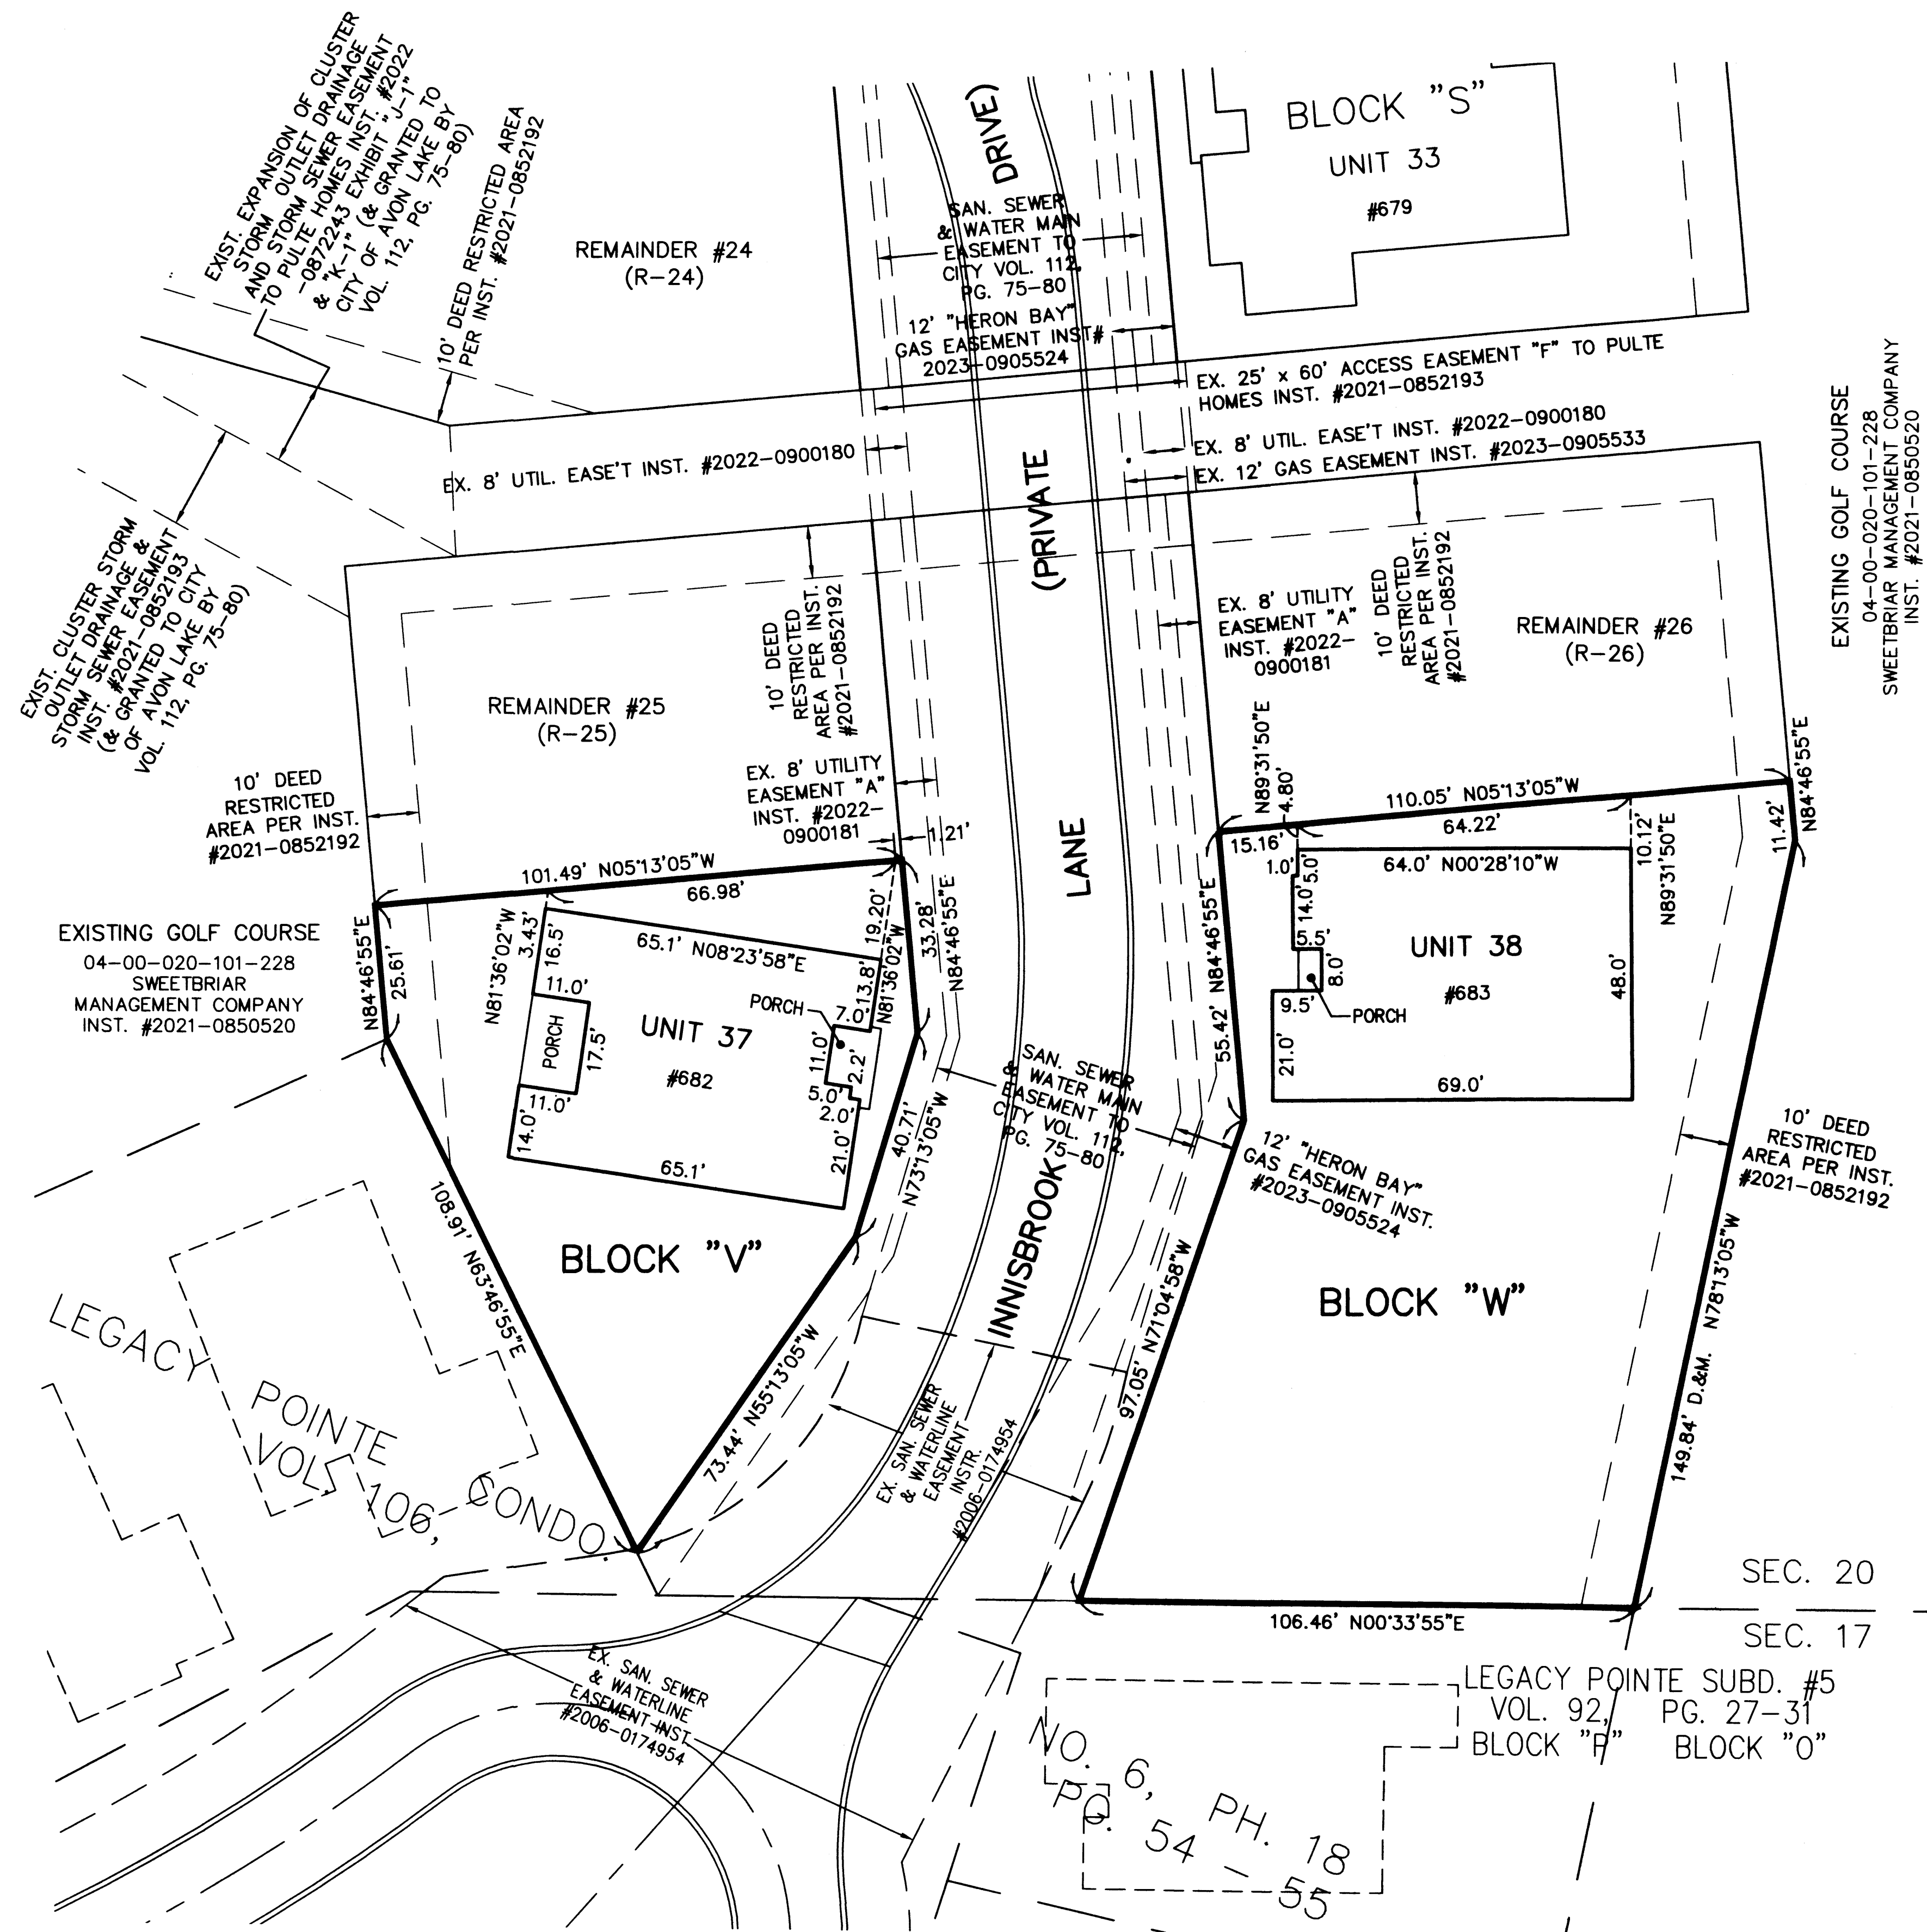 EXIST. EXPANSION OF CLUSTER
STORM OUTLET DRAINAGE
AND STORM SEWER EASEMENT
TO PULTE HOMES INST. #2022
-0872243 EXHIBIT "J-1"
& "K-1" (& GRANTED TO
CITY OF AVON LAKE BY
VOL. 112, PG. 75-80)
10' DEED RESTRICTED AREA
PER INST. #2021-0852192
REMAINDER #24
(R-24)
DRIVE)
SAN. SEWER
& WATER MAIN
EASEMENT TO
CITY VOL. 112,
PG. 75-80
12' "HERON BAY"
GAS EASEMENT INST#
2023-0905524
BLOCK "S"
UNIT 33
#679
EX. 25' x 60' ACCESS EASEMENT "F" TO PULTE
HOMES INST. #2021-0852193
EX. 8' UTIL. EASE'T INST. #2022-0900180
EX. 8' UTIL. EASE'T INST. #2022-0900180
EX. 12' GAS EASEMENT INST. #2023-0905533
EXISTING GOLF COURSE
04-00-020-101-228
SWEETBRIAR MANAGEMENT COMPANY
INST. #2021-0850520
EXIST. CLUSTER STORM
OUTLET DRAINAGE &
STORM SEWER EASEMENT
INST. #2021-0852193
(& GRANTED TO CITY
OF AVON LAKE BY
VOL. 112, PG. 75-80)
(PRIVATE
10' DEED
RESTRICTED
AREA PER INST.
#2021-0852192
EX. 8' UTILITY
EASEMENT "A"
INST. #2022-
0900181
10' DEED
RESTRICTED
AREA PER INST.
#2021-0852192
REMAINDER #26
(R-26)
REMAINDER #25
(R-25)
10' DEED
RESTRICTED
AREA PER INST.
#2021-0852192
EX. 8' UTILITY
EASEMENT "A"
INST. #2022-
0900181
1.21'
LANE
N89°31'50"E
4.80'
110.05' N05°13'05"W
64.22'
15.16'
N84°46'55"E
11.42'
10.12'
N89°31'50"E
101.49' N05°13'05"W
66.98'
EXISTING GOLF COURSE
04-00-020-101-228
SWEETBRIAR
MANAGEMENT COMPANY
INST. #2021-0850520
N84°46'55"E
25.61'
N81°36'02"W
3.43'
16.5'
65.1' N08°23'58"E
19.20'
N81°36'02"W
13.8'
33.28'
N84°46'55"E
11.0'
PORCH
17.5'
UNIT 37
#682
PORCH
7.0'
11.0'
2.2'
5.0'
2.0'
21.0'
11.0'
14.0'
65.1'
40.71'
N73°13'05"W
1.0'
5.0'
64.0' N00°28'10"W
14.0'
5.5'
8.0'
UNIT 38
#683
48.0'
9.5'
PORCH
21.0'
69.0'
55.42' N84°46'55"E
SAN. SEWER
& WATER MAIN
EASEMENT TO
CITY VOL. 112,
PG. 75-80
12' "HERON BAY"
GAS EASEMENT INST.
#2023-0905524
10' DEED
RESTRICTED
AREA PER INST.
#2021-0852192
108.91' N63°46'55"E
BLOCK "V"
73.44' N55°13'05"W
INNISBROOK
97.05' N71°04'58"W
BLOCK "W"
149.84' D.&M. N78°13'05"W
EX. SAN. SEWER
& WATERLINE
EASEMENT
INSTR.
#2006-0174954
LEGACY POINTE CONDO.
VOL. 106,
106.46' N00°33'55"E
SEC. 20
SEC. 17
EX. SAN. SEWER
& WATERLINE
EASEMENT INST.
#2006-0174954
LEGACY POINTE SUBD. #5
VOL. 92, PG. 27-31
BLOCK "P" BLOCK "O"
NO. 6, PH. 18
PG. 54 - 55